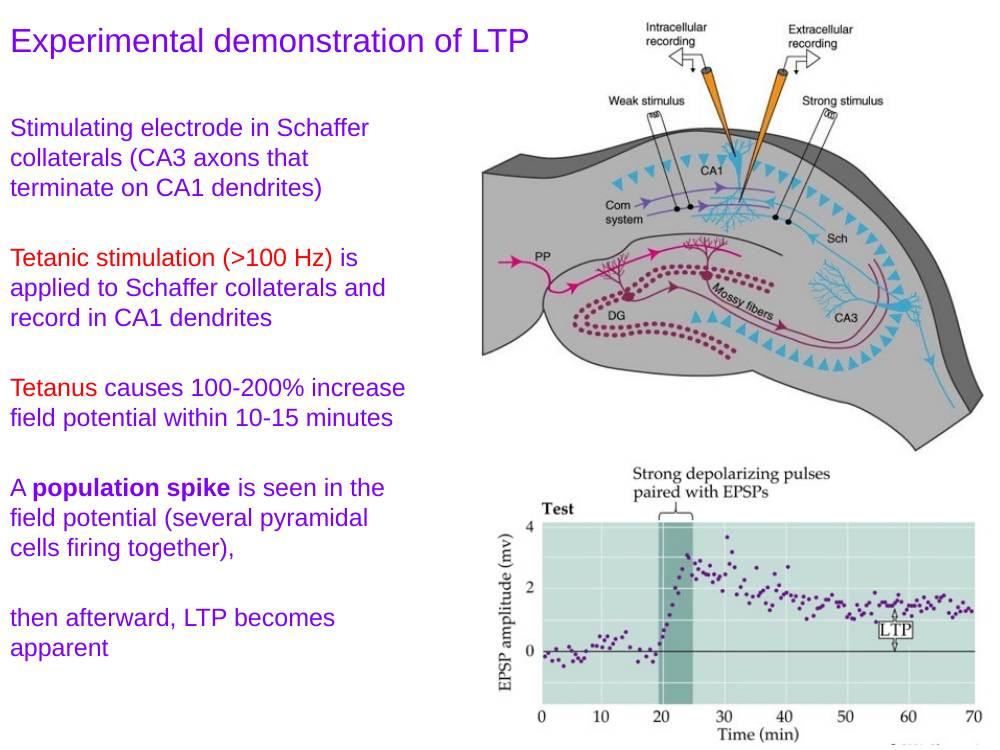 Experimental demonstration of LTP
Stimulating electrode in Schaffer
collaterals (CA3 axons that
terminate on CA1 dendrites)
Tetanic stimulation (>100 Hz) is
applied to Schaffer collaterals and
record in CA1 dendrites
Tetanus causes 100-200% increase
field potential within 10-15 minutes
A population spike is seen in the
field potential (several pyramidal
cells firing together),
then afterward, LTP becomes
apparent
Intracellular
recording
Extracellular
recording
Weak stimulus
Strong stimulus
CA1
Com
system
Sch
PP
Mossy fibers
DG
CA3
Strong depolarizing pulses
paired with EPSPs
Test
EPSP amplitude (mv)
4
2
0
LTP
0 10 20 30 40 50 60 70
Time (min)